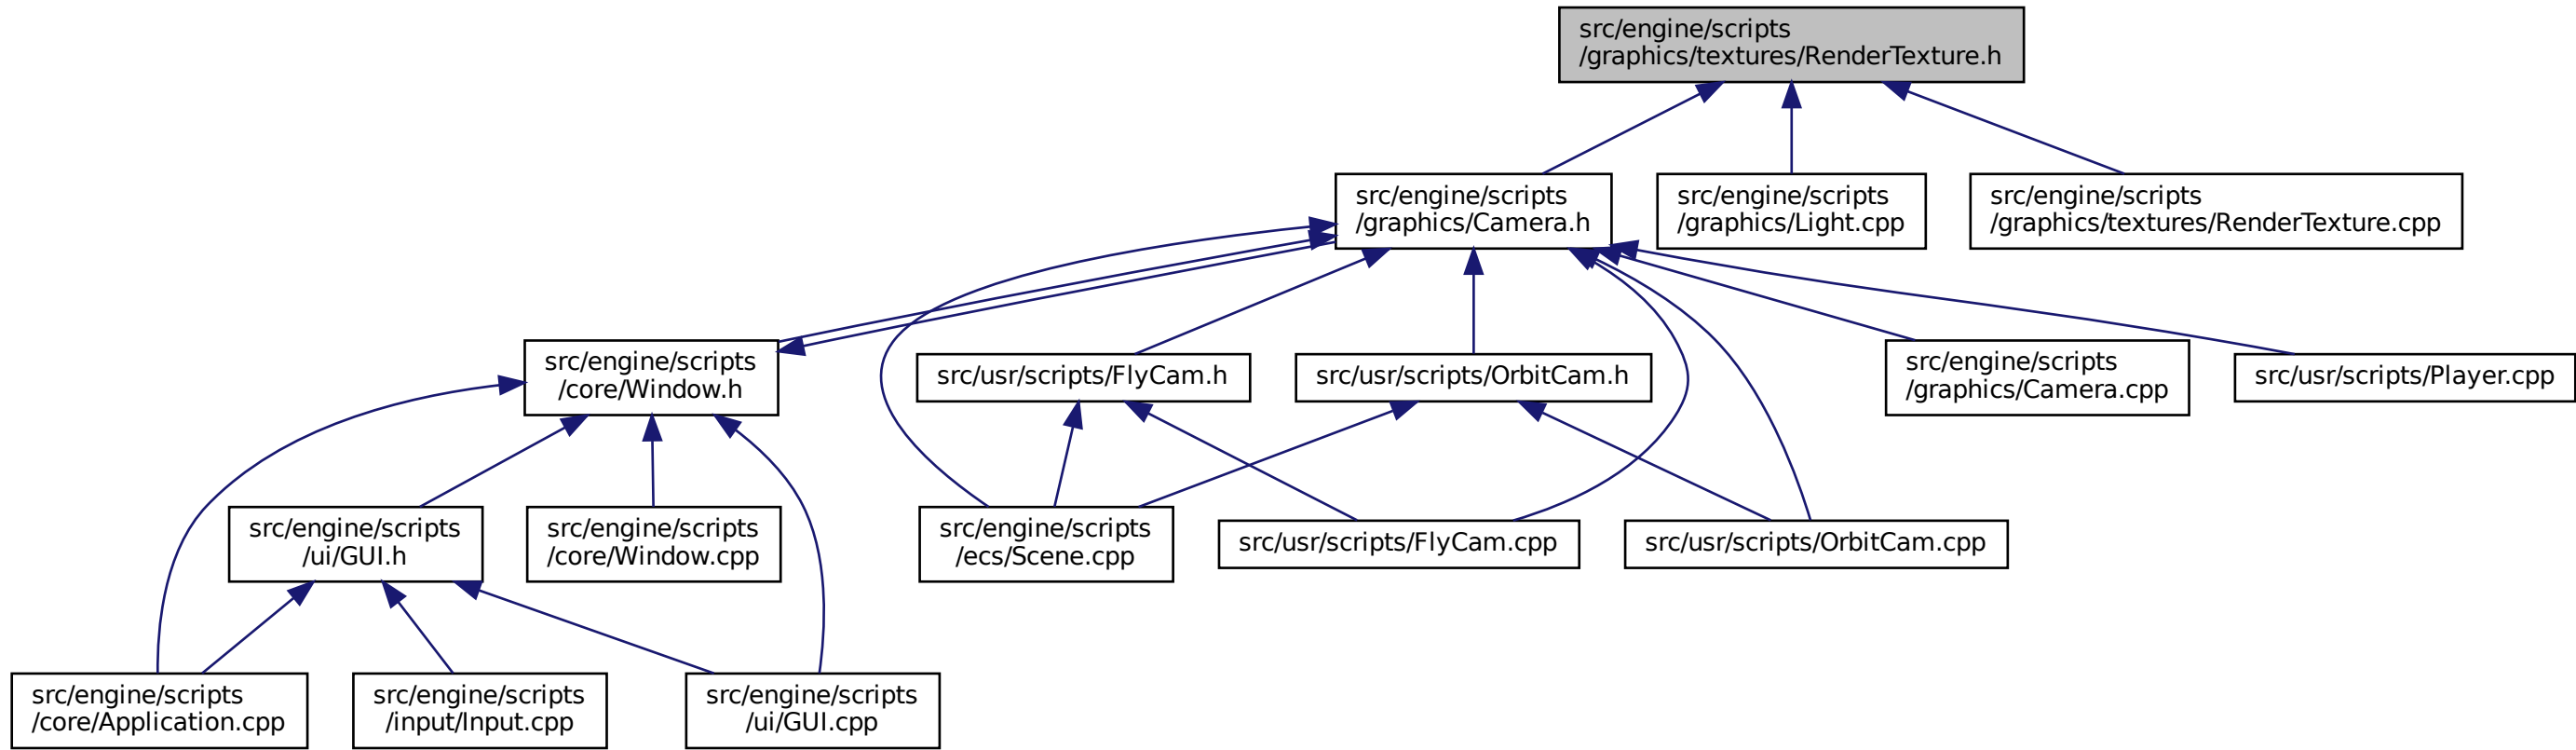 src/engine/scripts
/graphics/textures/RenderTexture.h
src/engine/scripts
/graphics/Camera.h
src/engine/scripts
/graphics/Light.cpp
src/engine/scripts
/graphics/textures/RenderTexture.cpp
src/engine/scripts
/core/Window.h
src/usr/scripts/FlyCam.h
src/usr/scripts/OrbitCam.h
src/engine/scripts
/graphics/Camera.cpp
src/usr/scripts/Player.cpp
src/engine/scripts
/ui/GUI.h
src/engine/scripts
/core/Window.cpp
src/engine/scripts
/ecs/Scene.cpp
src/usr/scripts/FlyCam.cpp
src/usr/scripts/OrbitCam.cpp
src/engine/scripts
/core/Application.cpp
src/engine/scripts
/input/Input.cpp
src/engine/scripts
/ui/GUI.cpp